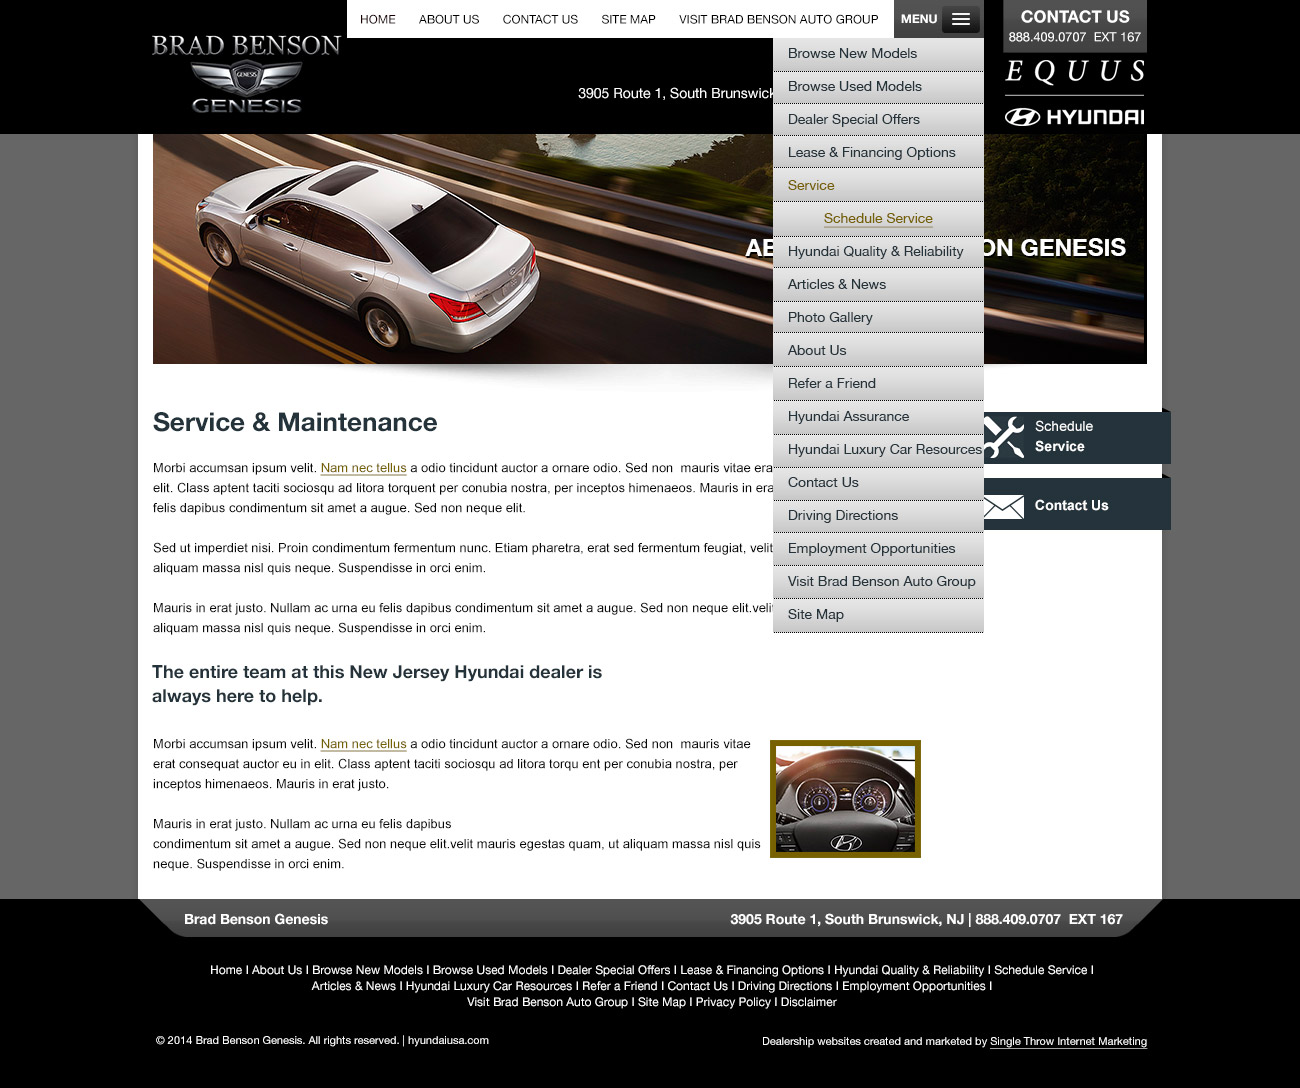 HOME ABOUT US CONTACT US SITE MAP VISIT BRAD BENSON AUTO GROUP MENU
CONTACT US
888.409.0707 EXT 167
BRAD BENSON
GENESIS
GENESIS
3905 Route 1, South Brunswick
EQUUS
HYUNDAI
Browse New Models
Browse Used Models
Dealer Special Offers
Lease & Financing Options
Service
Schedule Service
Hyundai Quality & Reliability
Articles & News
Photo Gallery
About Us
Refer a Friend
Hyundai Assurance
Hyundai Luxury Car Resources
Contact Us
Driving Directions
Employment Opportunities
Visit Brad Benson Auto Group
Site Map
GENESIS
Schedule
Service
Contact Us
Service & Maintenance
Morbi accumsan ipsum velit. Nam nec tellus a odio tincidunt auctor a ornare odio. Sed non mauris vitae era
elit. Class aptent taciti sociosqu ad litora torquent per conubia nostra, per inceptos himenaeos. Mauris in era
felis dapibus condimentum sit amet a augue. Sed non neque elit.
Sed ut imperdiet nisi. Proin condimentum fermentum nunc. Etiam pharetra, erat sed fermentum feugiat, velit
aliquam massa nisl quis neque. Suspendisse in orci enim.
Mauris in erat justo. Nullam ac urna eu felis dapibus condimentum sit amet a augue. Sed non neque elit.velit
aliquam massa nisl quis neque. Suspendisse in orci enim.
The entire team at this New Jersey Hyundai dealer is
always here to help.
Morbi accumsan ipsum velit. Nam nec tellus a odio tincidunt auctor a ornare odio. Sed non mauris vitae
erat consequat auctor eu in elit. Class aptent taciti sociosqu ad litora torqu ent per conubia nostra, per
inceptos himenaeos. Mauris in erat justo.
Mauris in erat justo. Nullam ac urna eu felis dapibus
condimentum sit amet a augue. Sed non neque elit.velit mauris egestas quam, ut aliquam massa nisl quis
neque. Suspendisse in orci enim.
Brad Benson Genesis 3905 Route 1, South Brunswick, NJ | 888.409.0707 EXT 167
Home I About Us I Browse New Models I Browse Used Models I Dealer Special Offers I Lease & Financing Options I Hyundai Quality & Reliability I Schedule Service I
Articles & News I Hyundai Luxury Car Resources I Refer a Friend I Contact Us I Driving Directions I Employment Opportunities I
Visit Brad Benson Auto Group I Site Map I Privacy Policy I Disclaimer
© 2014 Brad Benson Genesis. All rights reserved. | hyundaiusa.com Dealership websites created and marketed by Single Throw Internet Marketing